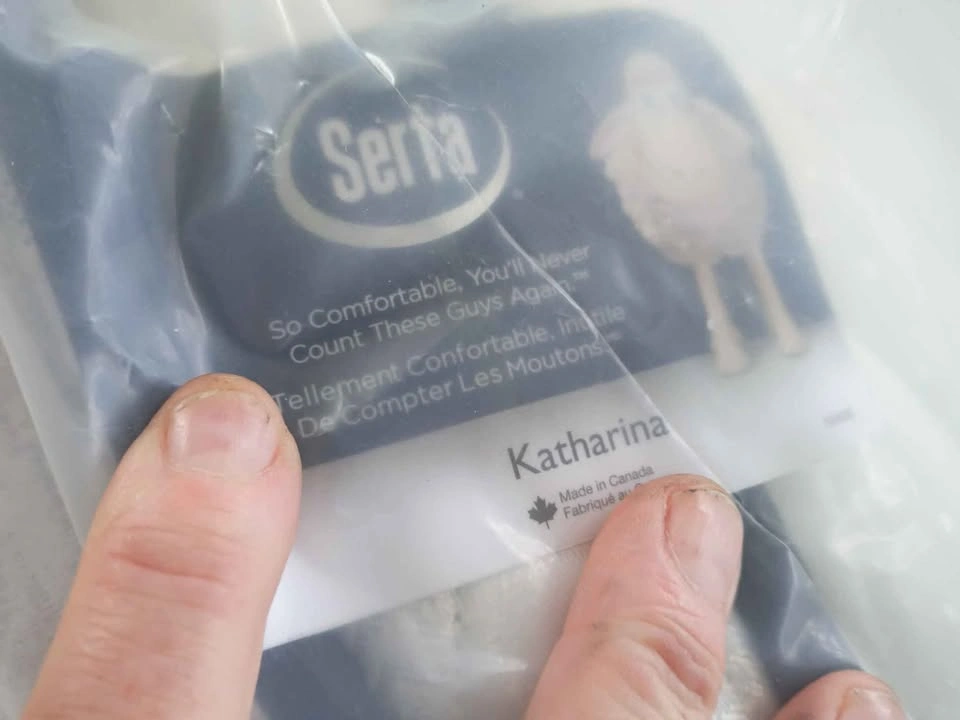 Serta
So Comfortable, You'll Never
Count These Guys Again.™
Tellement Confortable, Inutile
De Compter Les Moutons.™
Katharina
Made in Canada
Fabriqué au